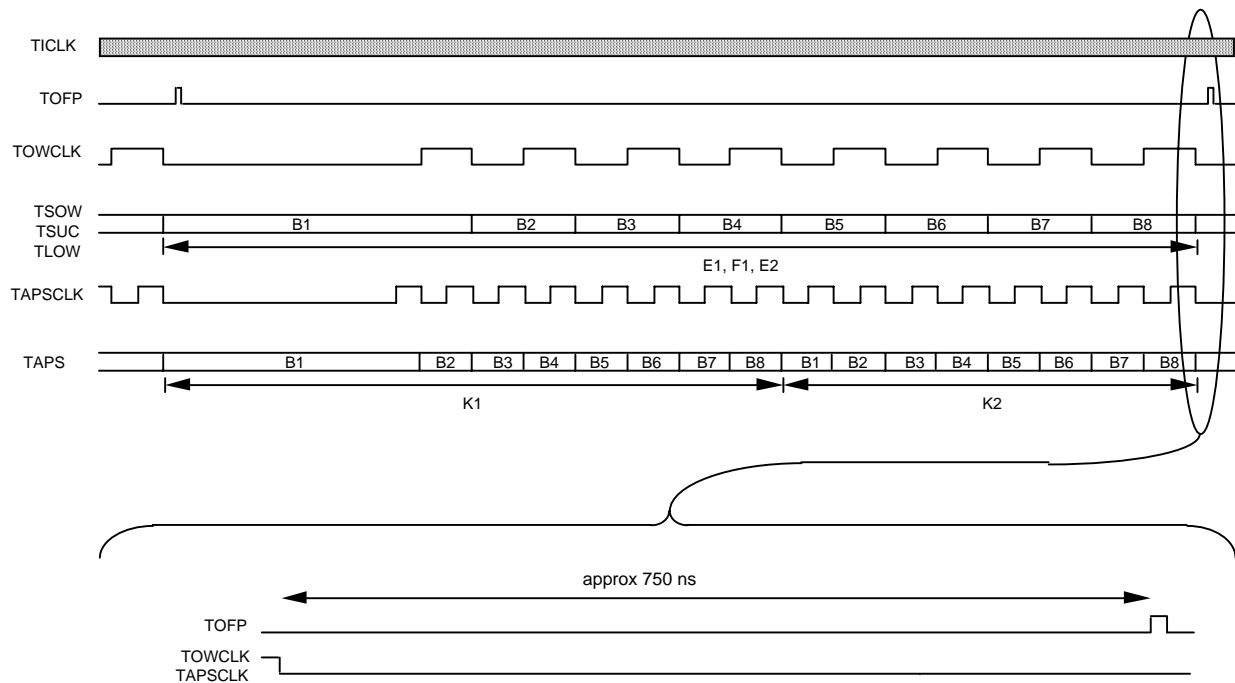 TICLK
TOFP
TOWCLK
TSOW
TSUC
TLOW
B1 B2 B3 B4 B5 B6 B7 B8
E1, F1, E2
TAPSCLK
TAPS
B1 B2 B3 B4 B5 B6 B7 B8 B1 B2 B3 B4 B5 B6 B7 B8
K1 K2
approx 750 ns
TOFP
TOWCLK
TAPSCLK